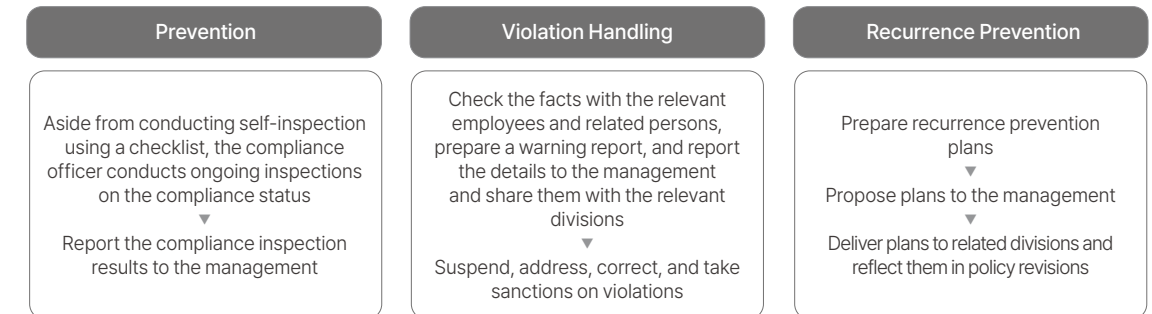 Prevention
Aside from conducting self-inspection
using a checklist, the compliance
officer conducts ongoing inspections
on the compliance status
▼
Report the compliance inspection
results to the management
Violation Handling
Check the facts with the relevant
employees and related persons,
prepare a warning report, and report
the details to the management
and share them with the relevant
divisions
▼
Suspend, address, correct, and take
sanctions on violations
Recurrence Prevention
Prepare recurrence prevention
plans
▼
Propose plans to the management
▼
Deliver plans to related divisions and
reflect them in policy revisions